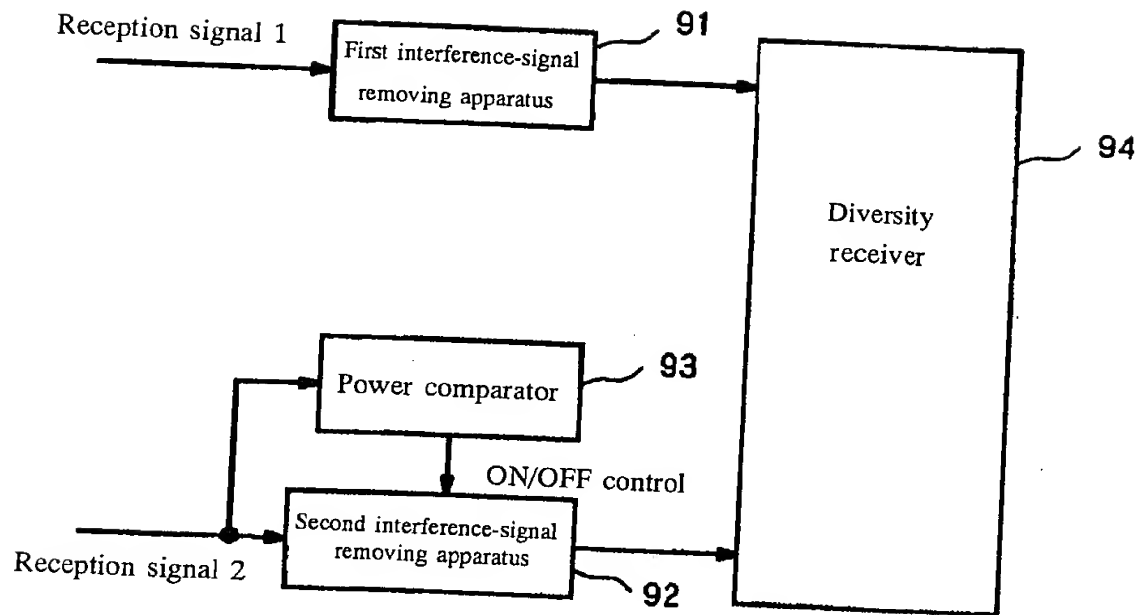 Reception signal 1
First interference-signal
removing apparatus
91
94
Diversity
receiver
Power comparator
93
ON/OFF control
Second interference-signal
removing apparatus
Reception signal 2
92